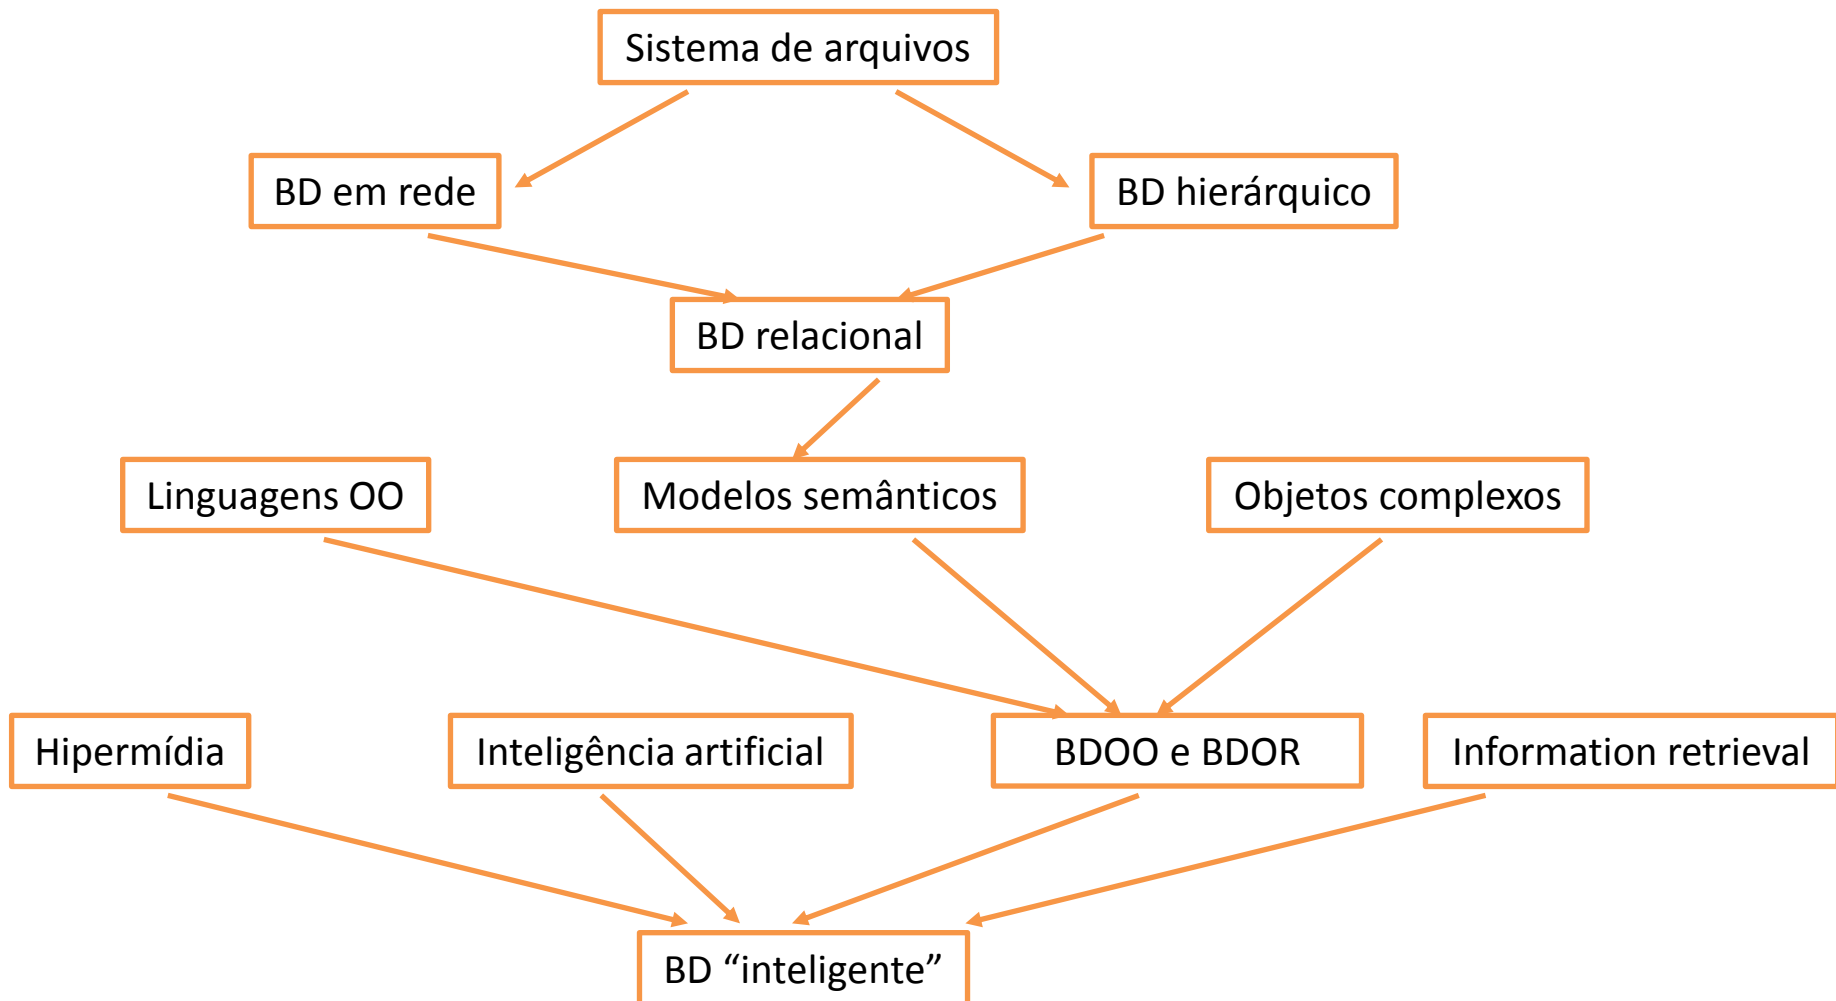 Sistema de arquivos
BD em rede
BD hierárquico
BD relacional
Linguagens OO
Modelos semânticos
Objetos complexos
Hipermídia
Inteligência artificial
BDOO e BDOR
Information retrieval
BD “inteligente”